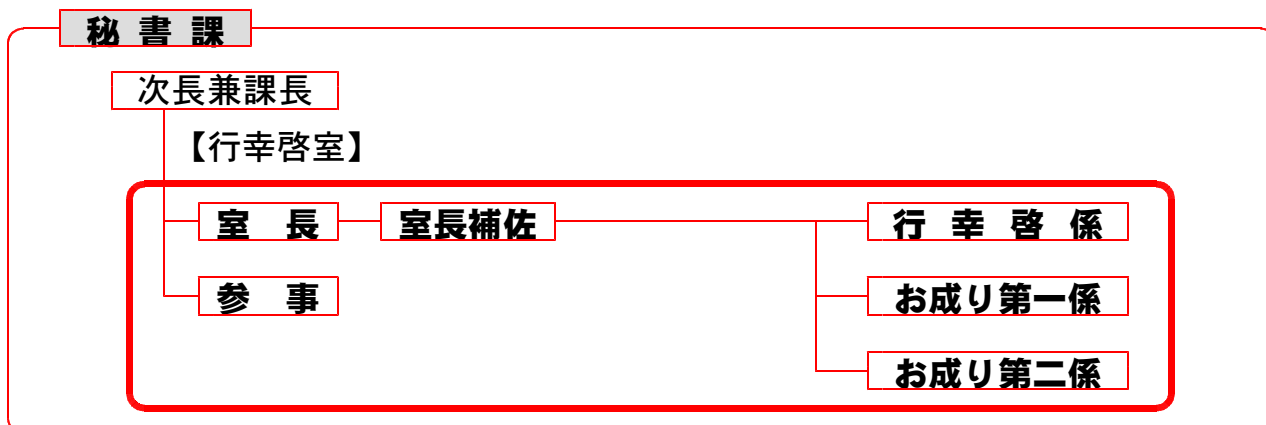 秘 書 課
次長兼課長
【行幸啓室】
室　長　室長補佐　行 幸 啓 係
参　事　お成り第一係
お成り第二係